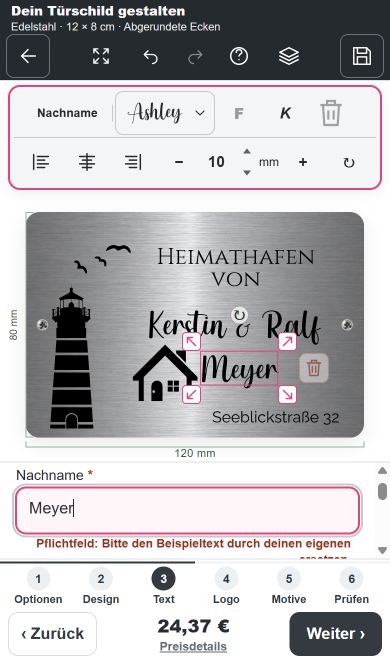 Dein Türschild gestalten
Edelstahl · 12 × 8 cm · Abgerundete Ecken
Nachname Ashley F K
10 mm
HEIMATHAFEN
VON
Kerstin & Ralf
Meyer
Seeblickstraße 32
80 mm
120 mm
Nachname *
Meyer
Pflichtfeld: Bitte den Beispieltext durch deinen eigenen
1 2 3 4 5 6
Optionen Design Text Logo Motive Prüfen
‹ Zurück
24,37 €
Preisdetails
Weiter ›